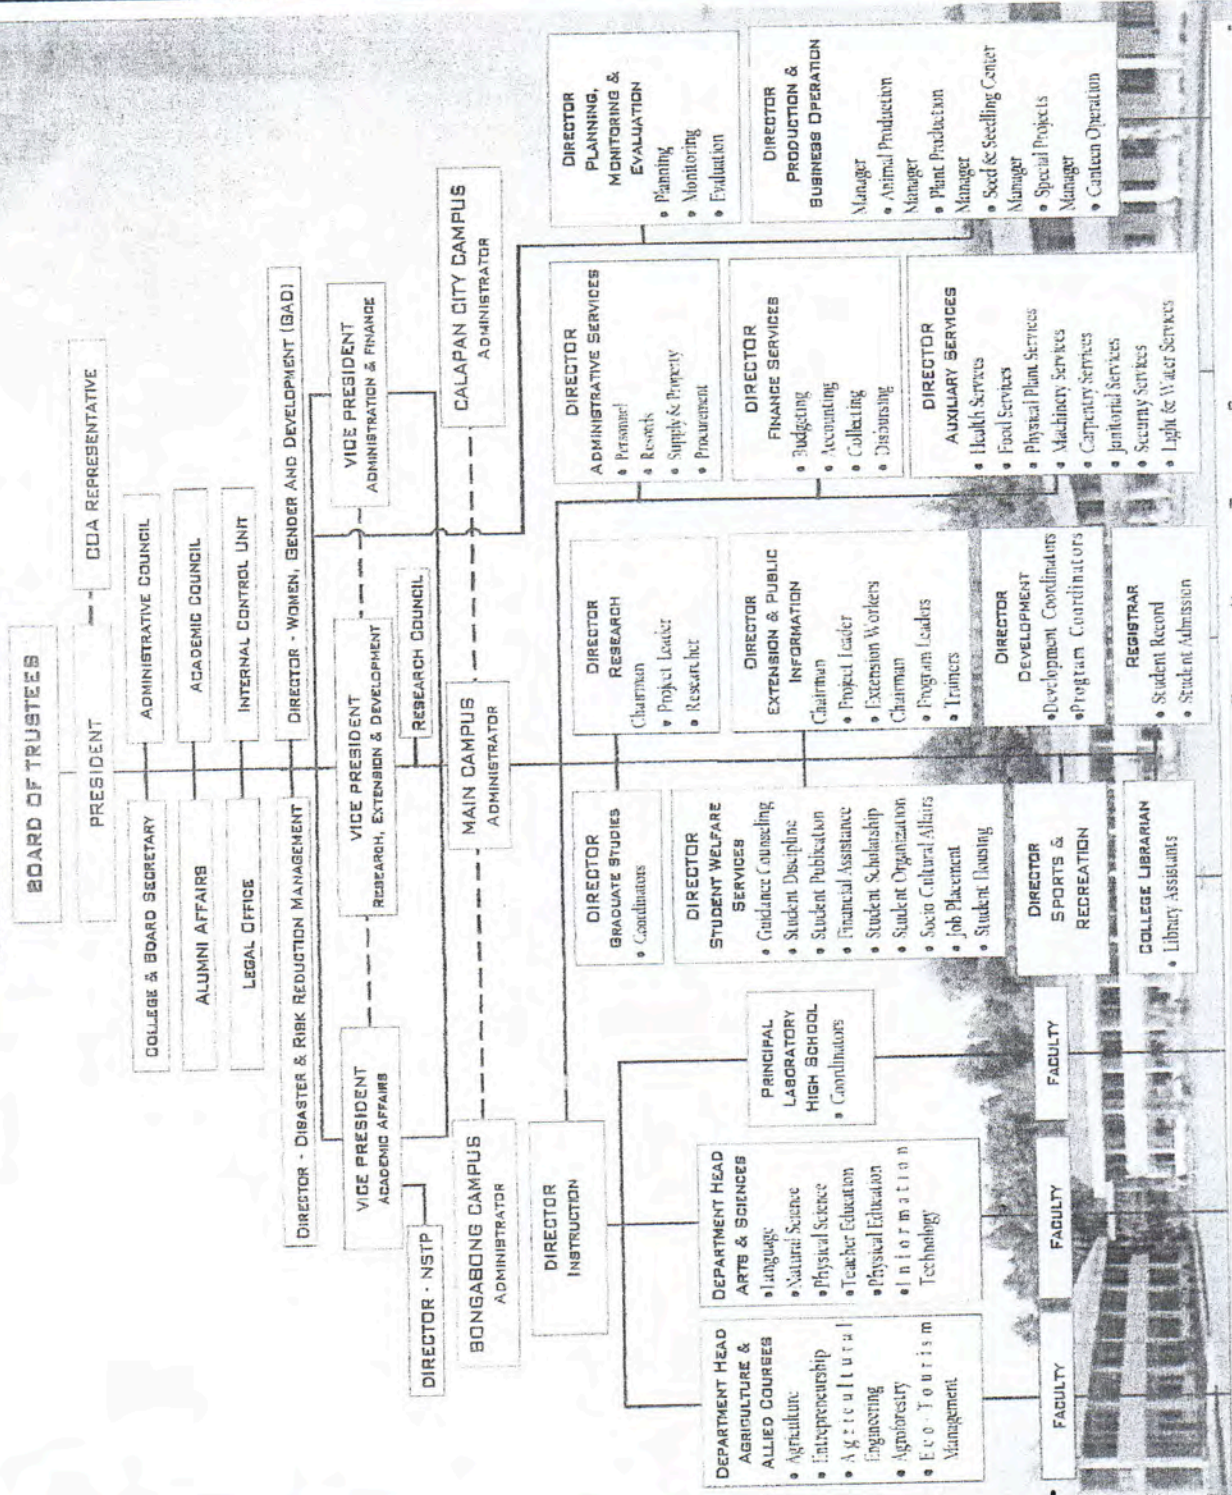 BOARD OF TRUSTEES
PRESIDENT
COA REPRESENTATIVE
COLLEGE & BOARD SECRETARY
ADMINISTRATIVE COUNCIL
ALUMNI AFFAIRS
ACADEMIC COUNCIL
LEGAL OFFICE
INTERNAL CONTROL UNIT
DIRECTOR - DISASTER & RISK REDUCTION MANAGEMENT
DIRECTOR - WOMEN, GENDER AND DEVELOPMENT (GAD)
VICE PRESIDENT
ACADEMIC AFFAIRS
VICE PRESIDENT
RESEARCH, EXTENSION & DEVELOPMENT
VICE PRESIDENT
ADMINISTRATION & FINANCE
DIRECTOR - NSTP
RESEARCH COUNCIL
BONGABONG CAMPUS
ADMINISTRATOR
MAIN CAMPUS
ADMINISTRATOR
CALAPAN CITY CAMPUS
ADMINISTRATOR
DIRECTOR
INSTRUCTION
DEPARTMENT HEAD
AGRICULTURE &
ALLIED COURSES
• Agriculture
• Entrepreneurship
• Agricultural
Engineering
• Agroforestry
• Eco-Tourism
Management
DEPARTMENT HEAD
ARTS & SCIENCES
• Language
• Natural Science
• Physical Science
• Teacher Education
• Physical Education
• Information
Technology
PRINCIPAL
LABORATORY
HIGH SCHOOL
• Coordinators
FACULTY
FACULTY
FACULTY
DIRECTOR
GRADUATE STUDIES
• Coordinators
DIRECTOR
STUDENT WELFARE
SERVICES
• Guidance Counseling
• Student Discipline
• Student Publication
• Financial Assistance
• Student Scholarship
• Student Organization
• Socio Cultural Affairs
• Job Placement
• Student Housing
DIRECTOR
SPORTS &
RECREATION
COLLEGE LIBRARIAN
• Library Assistants
DIRECTOR
RESEARCH
Chairman
• Project Leader
• Researcher
DIRECTOR
EXTENSION & PUBLIC
INFORMATION
Chairman
• Project Leader
• Extension Workers
Chairman
• Program Leaders
• Trainers
DIRECTOR
DEVELOPMENT
• Development Coordinators
• Program Coordinators
REGISTRAR
• Student Record
• Student Admission
DIRECTOR
ADMINISTRATIVE SERVICES
• Personnel
• Records
• Supply & Property
• Procurement
DIRECTOR
FINANCE SERVICES
• Budgeting
• Accounting
• Collecting
• Disbursing
DIRECTOR
AUXILIARY SERVICES
• Health Services
• Food Services
• Physical Plant Services
• Machinery Services
• Carpentry Services
• Janitorial Services
• Security Services
• Light & Water Services
DIRECTOR
PLANNING,
MONITORING &
EVALUATION
• Planning
• Monitoring
• Evaluation
DIRECTOR
PRODUCTION &
BUSINESS OPERATION
Manager
• Animal Production
Manager
• Plant Production
Manager
• Seed & Seedling Center
Manager
• Special Projects
Manager
• Canteen Operation